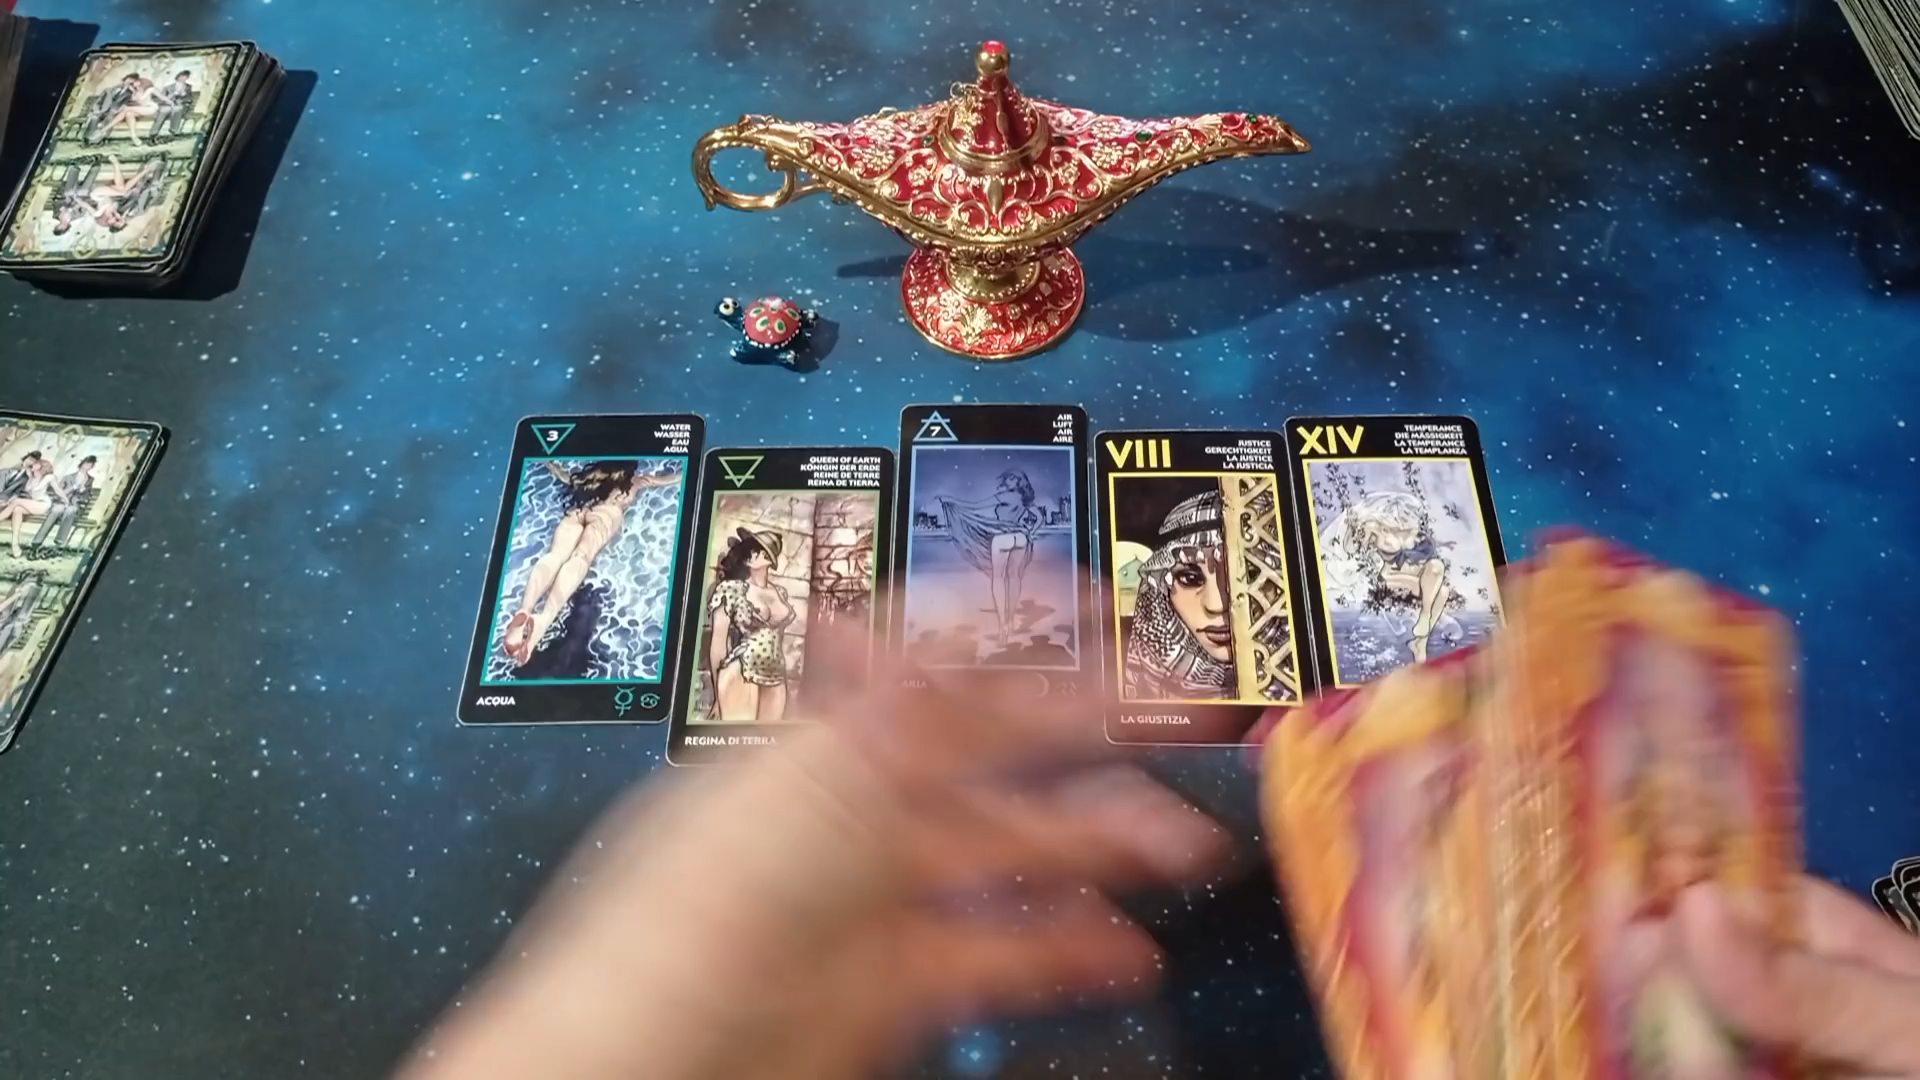 3
WATER
WASSER
EAU
AGUA
ACQUA
QUEEN OF EARTH
KÖNIGIN DER ERDE
REINE DE TERRE
REINA DE TIERRA
REGINA DI TERRA
7
AIR
LUFT
AIR
AIRE
ARIA
VIII
JUSTICE
GERECHTIGKEIT
LA JUSTICE
LA JUSTICIA
LA GIUSTIZIA
XIV
TEMPERANCE
DIE MÄSSIGKEIT
LA TEMPERANCE
LA TEMPLANZA